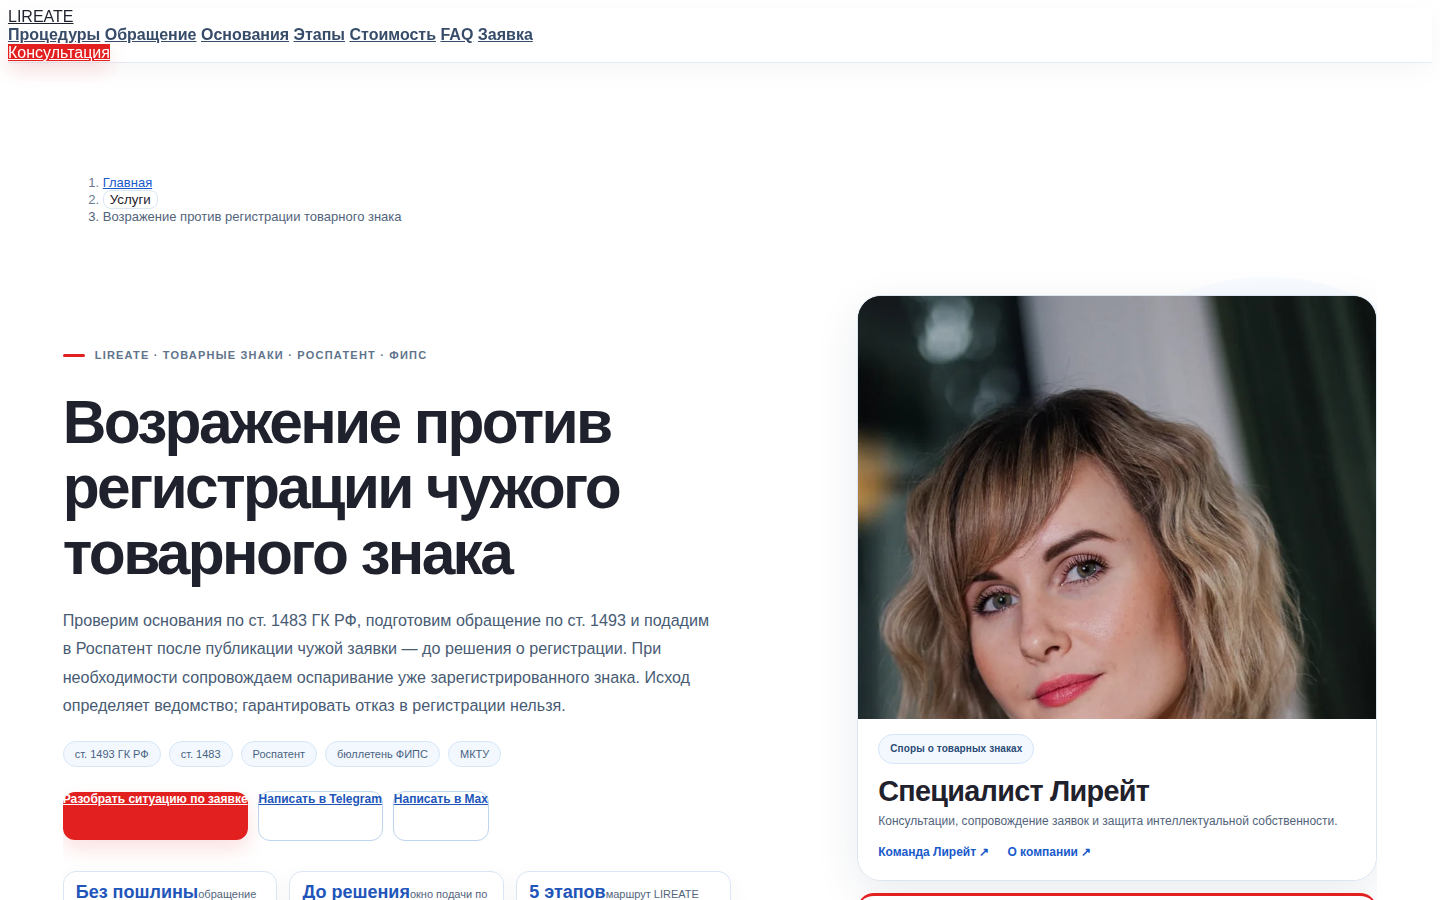 LIREATE
Процедуры Обращение Основания Этапы Стоимость FAQ Заявка
Консультация
1. Главная
2. Услуги
3. Возражение против регистрации товарного знака
LIREATE · ТОВАРНЫЕ ЗНАКИ · РОСПАТЕНТ · ФИПС
Возражение против
регистрации чужого
товарного знака
Проверим основания по ст. 1483 ГК РФ, подготовим обращение по ст. 1493 и подадим
в Роспатент после публикации чужой заявки — до решения о регистрации. При
необходимости сопровождаем оспаривание уже зарегистрированного знака. Исход
определяет ведомство; гарантировать отказ в регистрации нельзя.
ст. 1493 ГК РФ ст. 1483 Роспатент бюллетень ФИПС МКТУ
Разобрать ситуацию по заявке Написать в Telegram Написать в Max
Без пошлины обращение
До решения окно подачи по
5 этапов маршрут LIREATE
Споры о товарных знаках
Специалист Лирейт
Консультации, сопровождение заявок и защита интеллектуальной собственности.
Команда Лирейт ↗ О компании ↗